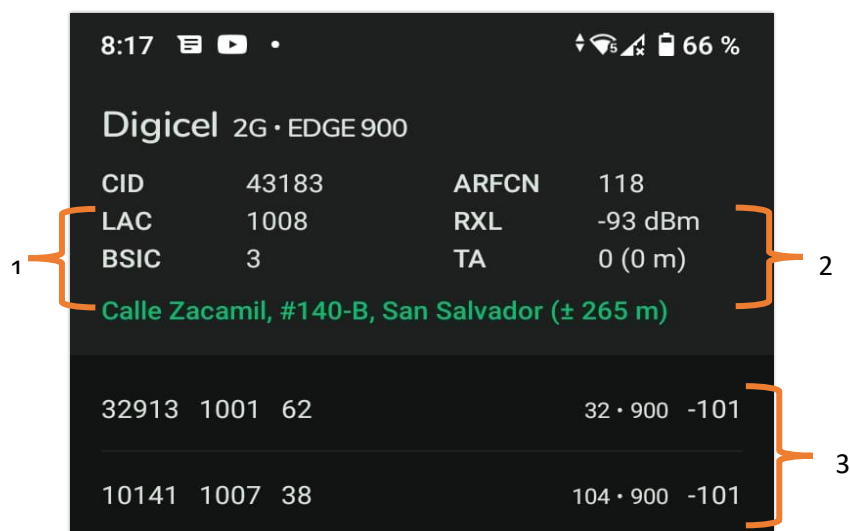 8:17 5 66 %
Digicel 2G · EDGE 900
CID 43183 ARFCN 118
LAC 1008 RXL -93 dBm
BSIC 3 TA 0 (0 m)
1
2
Calle Zacamil, #140-B, San Salvador (± 265 m)
32913 1001 62 32 · 900 -101
3
10141 1007 38 104 · 900 -101